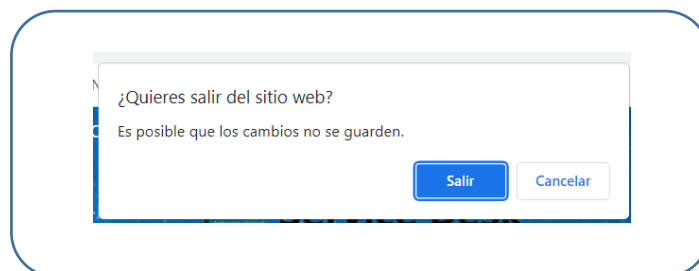 ¿Quieres salir del sitio web?
Es posible que los cambios no se guarden.
Salir
Cancelar